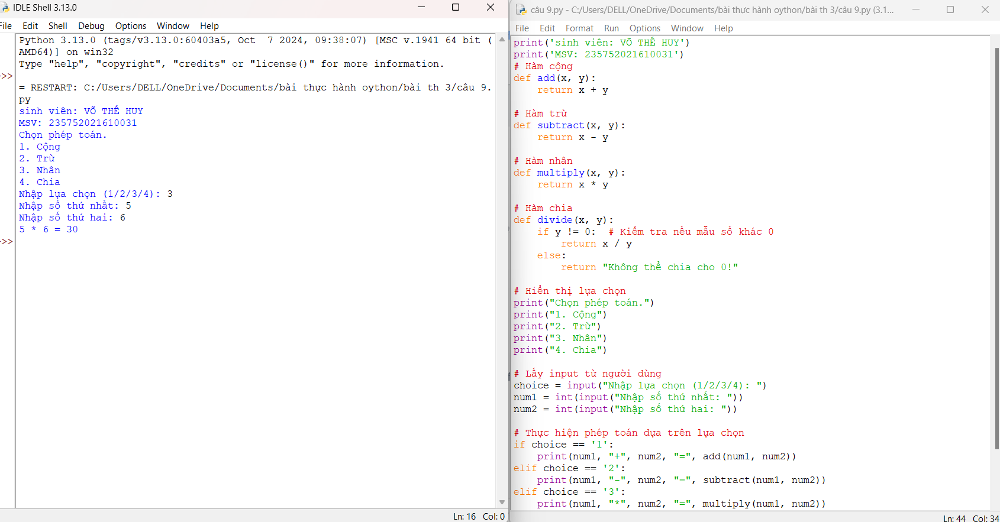 IDLE Shell 3.13.0
File Edit Shell Debug Options Window Help
Python 3.13.0 (tags/v3.13.0:60403a5, Oct  7 2024, 09:38:07) [MSC v.1941 64 bit (
AMD64)] on win32
Type "help", "copyright", "credits" or "license()" for more information.
>>>
= RESTART: C:/Users/DELL/OneDrive/Documents/bài thực hành oython/bài th 3/câu 9.
py
sinh viên: VÕ THẾ HUY
MSV: 235752021610031
Chọn phép toán.
1. Cộng
2. Trừ
3. Nhân
4. Chia
Nhập lựa chọn (1/2/3/4): 3
Nhập số thứ nhất: 5
Nhập số thứ hai: 6
5 * 6 = 30
>>>
Ln: 16 Col: 0
câu 9.py - C:/Users/DELL/OneDrive/Documents/bài thực hành oython/bài th 3/câu 9.py (3.1...
File Edit Format Run Options Window Help
print('sinh viên: VÕ THẾ HUY')
print('MSV: 235752021610031')
# Hàm cộng
def add(x, y):
    return x + y

# Hàm trừ
def subtract(x, y):
    return x - y

# Hàm nhân
def multiply(x, y):
    return x * y

# Hàm chia
def divide(x, y):
    if y != 0:  # Kiểm tra nếu mẫu số khác 0
        return x / y
    else:
        return "Không thể chia cho 0!"

# Hiển thị lựa chọn
print("Chọn phép toán.")
print("1. Cộng")
print("2. Trừ")
print("3. Nhân")
print("4. Chia")

# Lấy input từ người dùng
choice = input("Nhập lựa chọn (1/2/3/4): ")
num1 = int(input("Nhập số thứ nhất: "))
num2 = int(input("Nhập số thứ hai: "))

# Thực hiện phép toán dựa trên lựa chọn
if choice == '1':
    print(num1, "+", num2, "=", add(num1, num2))
elif choice == '2':
    print(num1, "-", num2, "=", subtract(num1, num2))
elif choice == '3':
    print(num1, "*", num2, "=", multiply(num1, num2))
Ln: 44 Col: 34